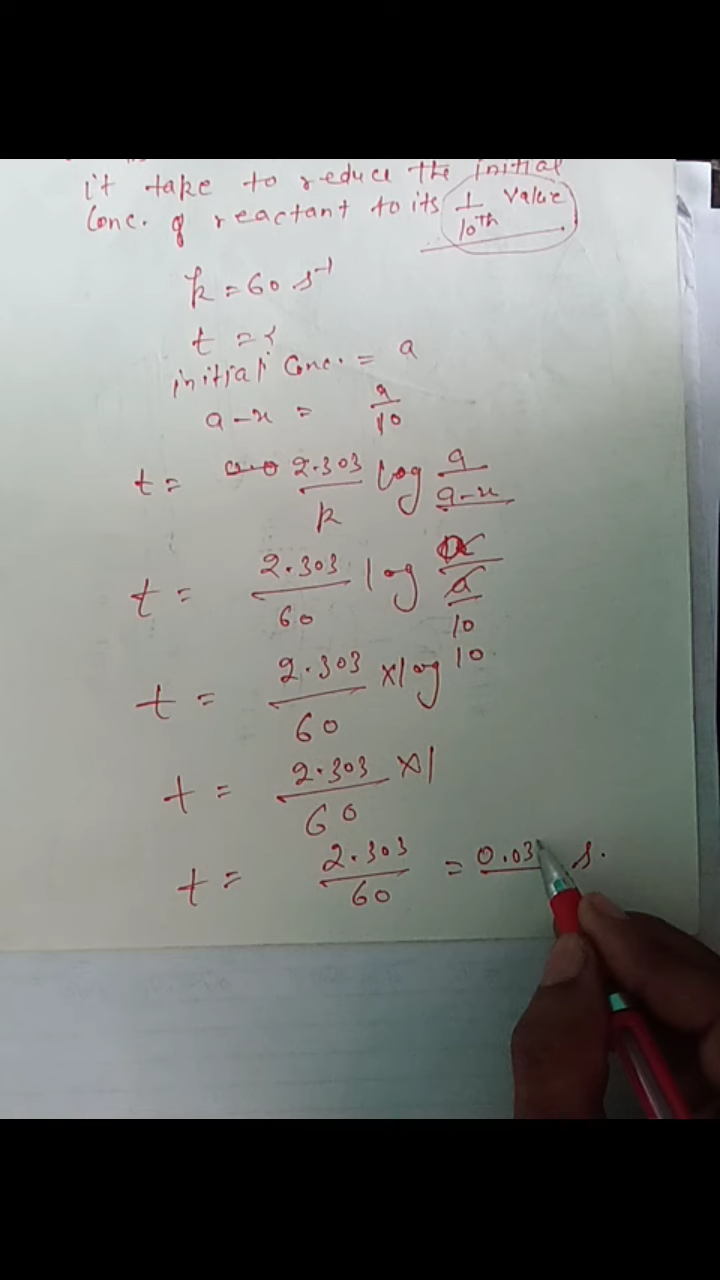 it take to reduce the initial
Conc. of reactant to its 1/10th value
k = 60 s⁻¹
t = ?
initial Conc. = a
a-x = a/10
t = 2.303/k log a/a-x
t = 2.303/60 log a/a/10
t = 2.303/60 × log 10
t = 2.303/60 × 1
t = 2.303/60 = 0.03 s.